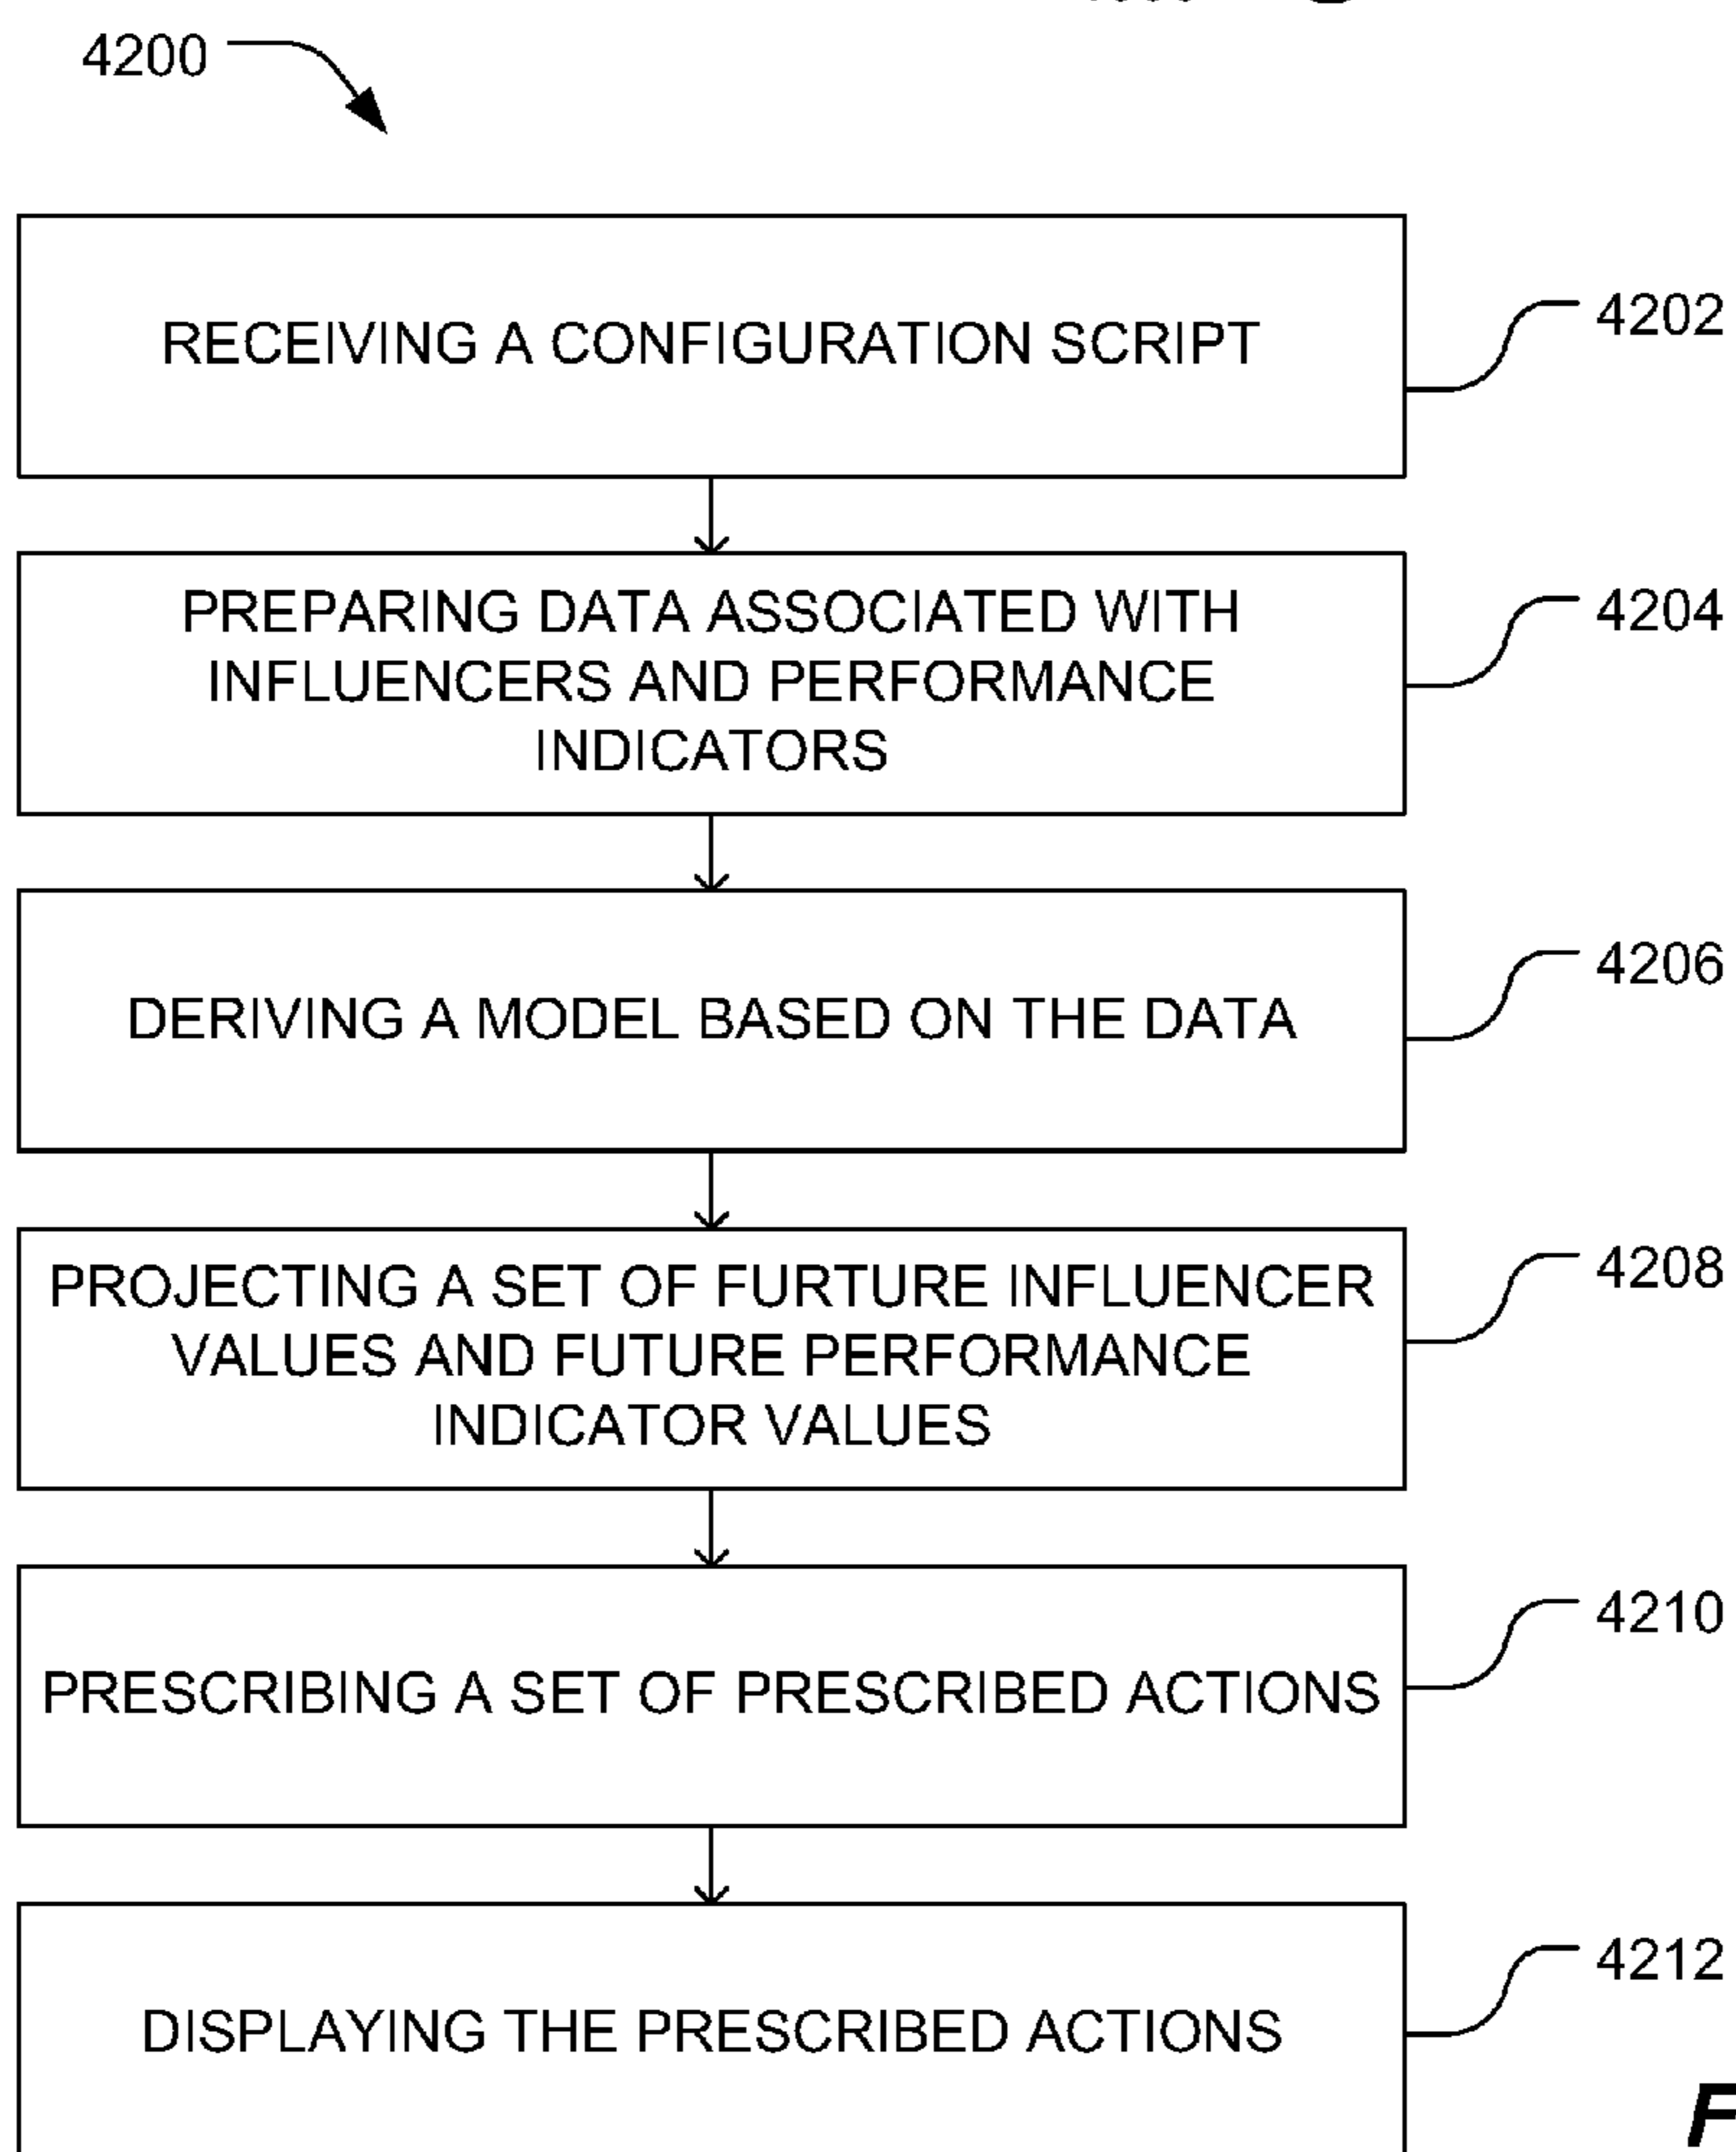 4200
RECEIVING A CONFIGURATION SCRIPT
4202
PREPARING DATA ASSOCIATED WITH
INFLUENCERS AND PERFORMANCE
INDICATORS
4204
DERIVING A MODEL BASED ON THE DATA
4206
PROJECTING A SET OF FURTURE INFLUENCER
VALUES AND FUTURE PERFORMANCE
INDICATOR VALUES
4208
PRESCRIBING A SET OF PRESCRIBED ACTIONS
4210
DISPLAYING THE PRESCRIBED ACTIONS
4212
F